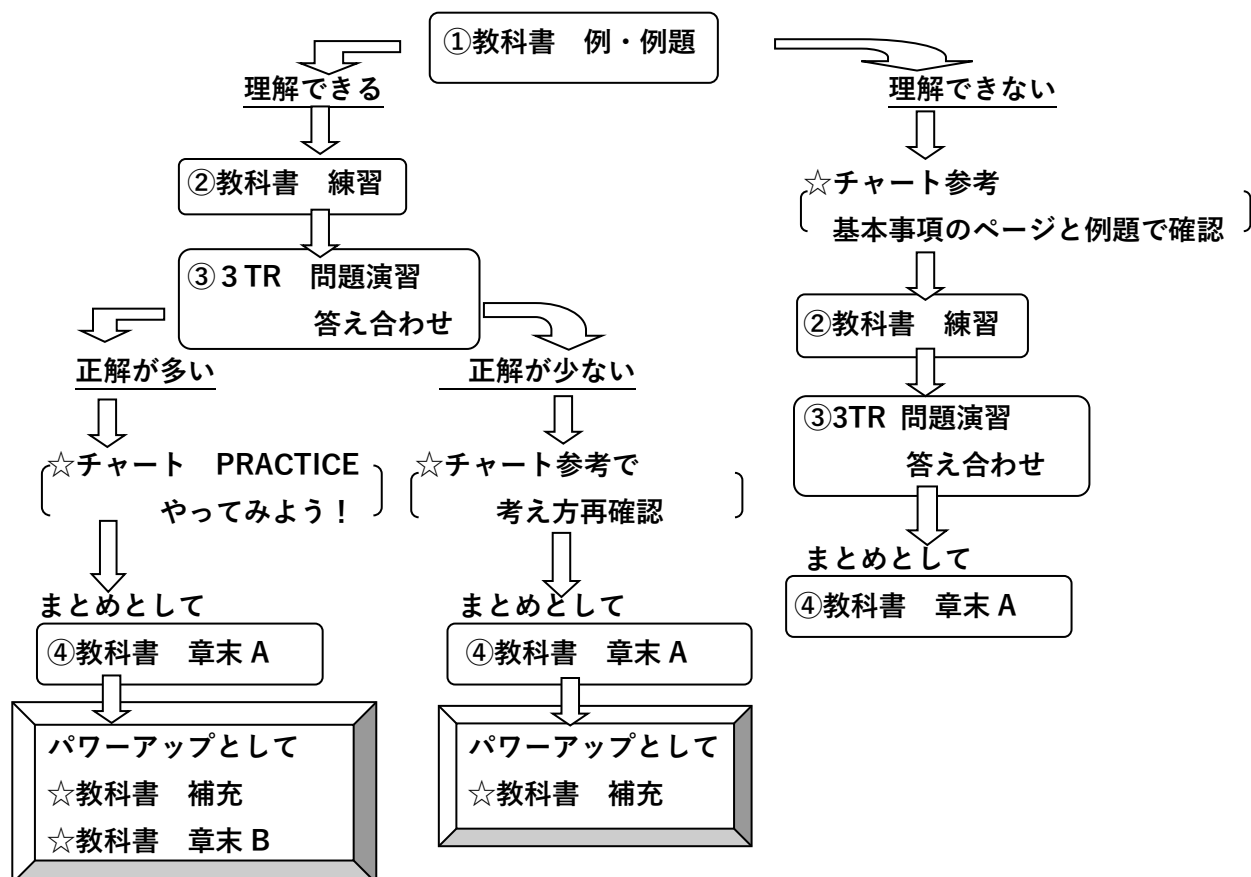 ①教科書　例・例題
理解できる
理解できない
②教科書　練習
☆チャート参考
基本事項のページと例題で確認
③３TR　問題演習
答え合わせ
②教科書　練習
正解が多い
正解が少ない
③3TR 問題演習
答え合わせ
☆チャート　PRACTICE
やってみよう！
☆チャート参考で
考え方再確認
まとめとして
④教科書　章末 A
まとめとして
④教科書　章末 A
まとめとして
④教科書　章末 A
パワーアップとして
☆教科書　補充
☆教科書　章末 B
パワーアップとして
☆教科書　補充